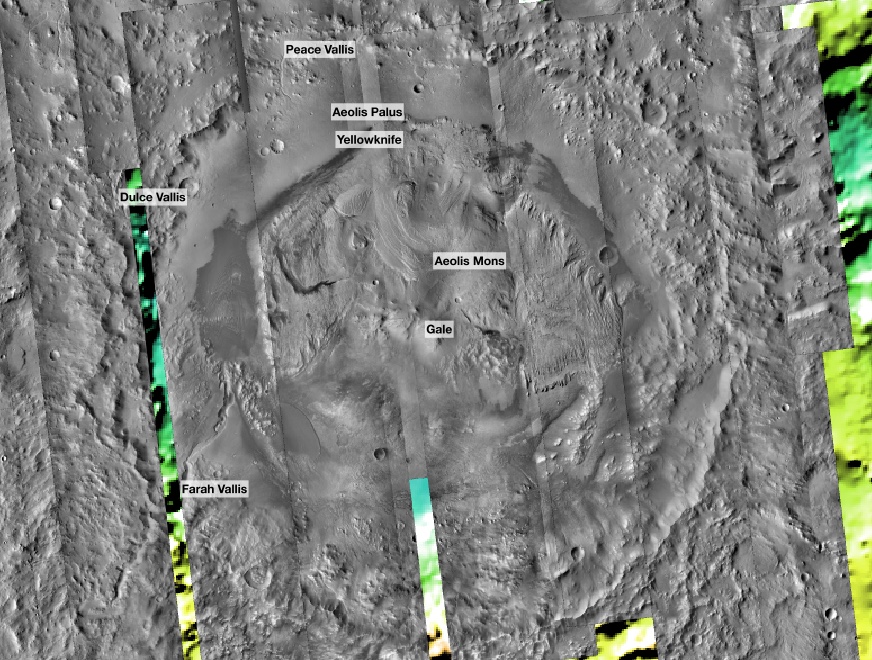 Peace Vallis
Aeolis Palus
Yellowknife
Dulce Vallis
Aeolis Mons
Gale
Farah Vallis